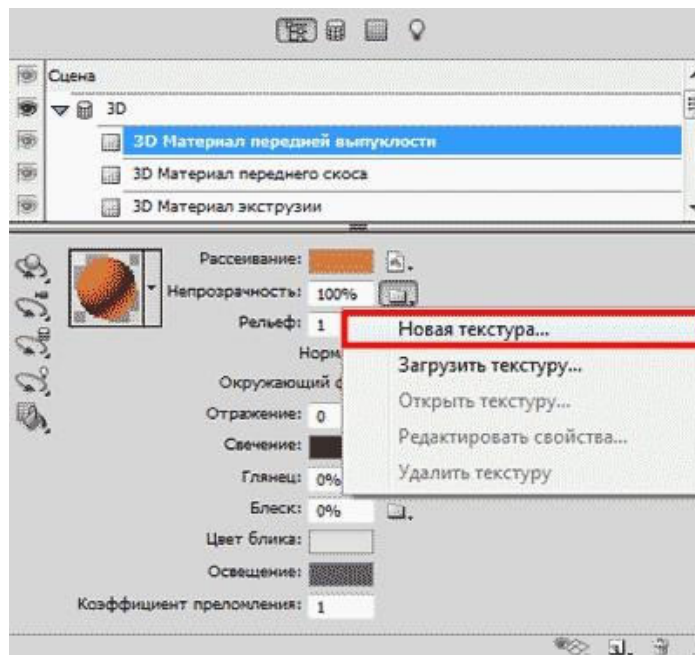 Сцена
3D
3D Материал передней выпуклости
3D Материал переднего скоса
3D Материал экструзии
Рассеивание:
Непрозрачность: 100%
Рельеф: 1
Новая текстура...
Загрузить текстуру...
Окружающий
Открыть текстуру...
Отражение: 0
Редактировать свойства...
Свечение:
Удалить текстуру
Глянец: 0%
Блеск: 0%
Цвет блика:
Освещение:
Коэффициент преломления: 1